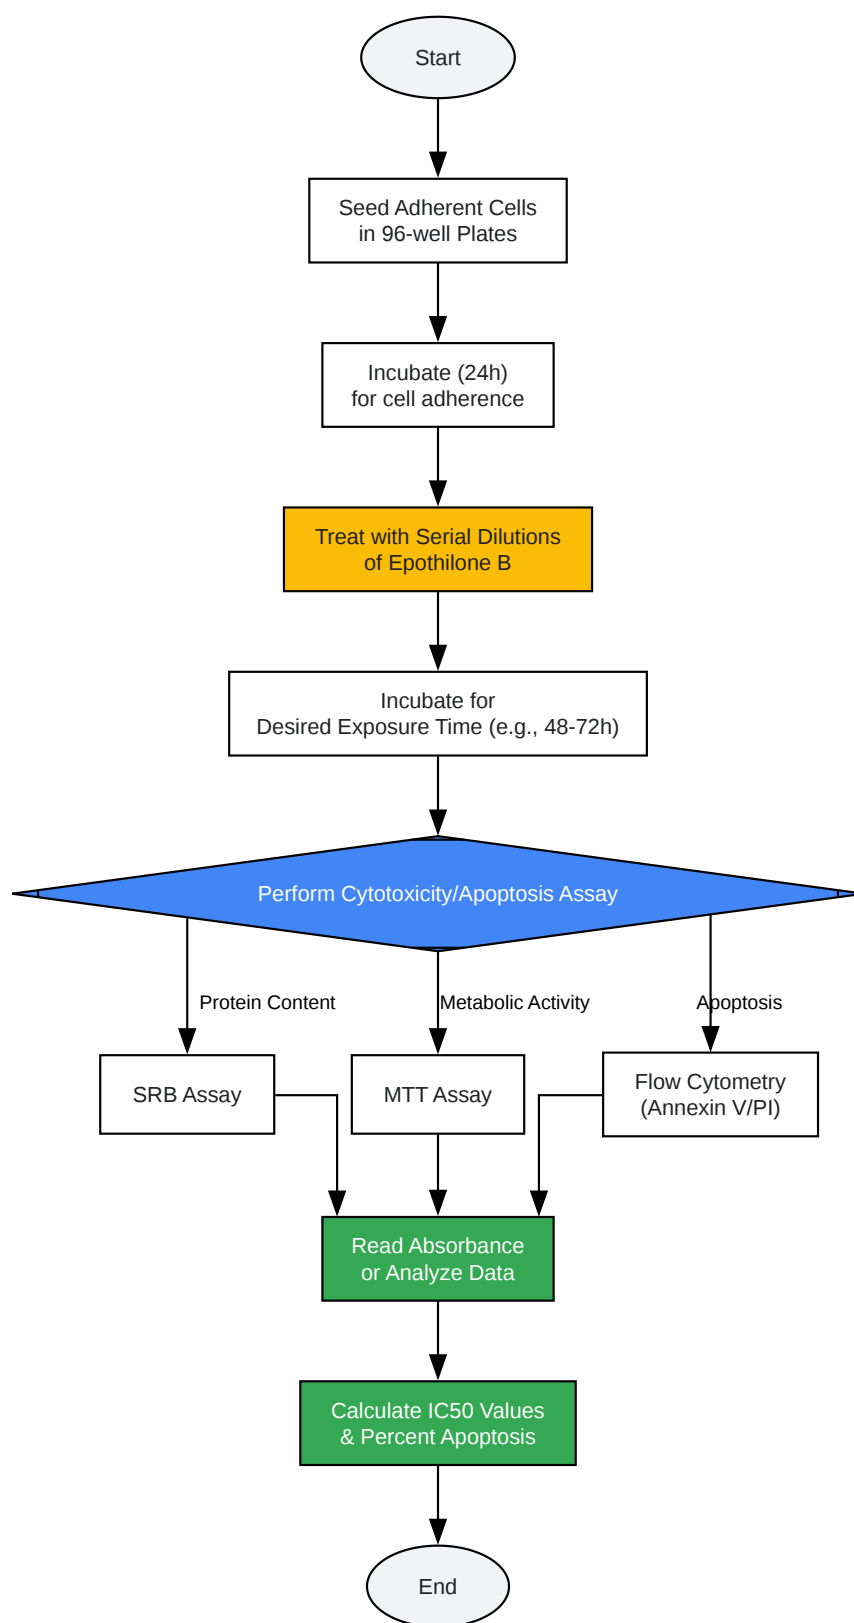 Start
Seed Adherent Cells
in 96-well Plates
Incubate (24h)
for cell adherence
Treat with Serial Dilutions
of Epothilone B
Incubate for
Desired Exposure Time (e.g., 48-72h)
Perform Cytotoxicity/Apoptosis Assay
Protein Content
Metabolic Activity
Apoptosis
SRB Assay
MTT Assay
Flow Cytometry
(Annexin V/PI)
Read Absorbance
or Analyze Data
Calculate IC50 Values
& Percent Apoptosis
End